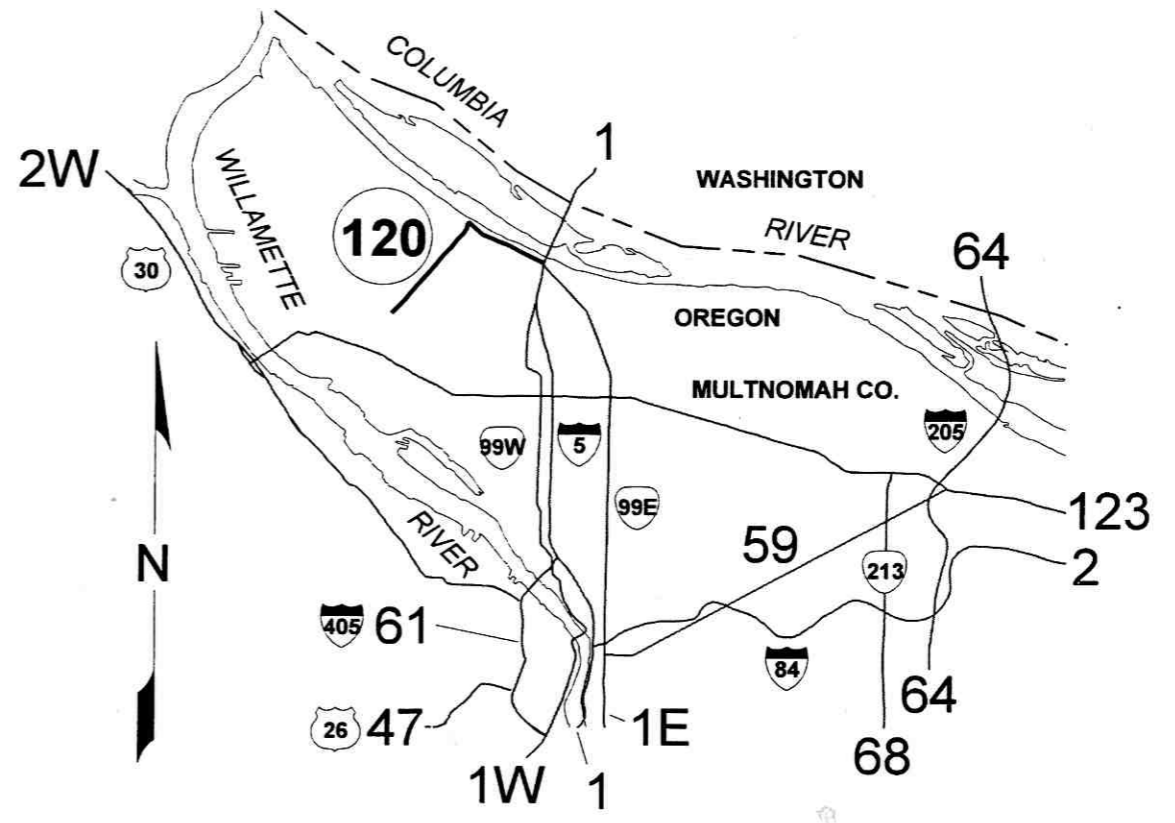 COLUMBIA
1
2W
WASHINGTON
WILLAMETTE
120
RIVER
64
30
OREGON
MULTNOMAH CO.
205
99W
5
99E
123
RIVER
59
2
N
213
405
61
84
64
26
47
1E
68
1W
1